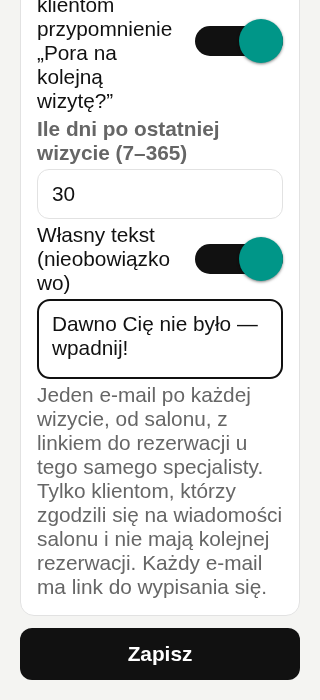 klientom
przypomnienie
„Pora na
kolejną
wizytę?”
Ile dni po ostatniej
wizycie (7–365)
30
Własny tekst
(nieobowiązko
wo)
Dawno Cię nie było —
wpadnij!
Jeden e-mail po każdej
wizycie, od salonu, z
linkiem do rezerwacji u
tego samego specjalisty.
Tylko klientom, którzy
zgodzili się na wiadomości
salonu i nie mają kolejnej
rezerwacji. Każdy e-mail
ma link do wypisania się.
Zapisz